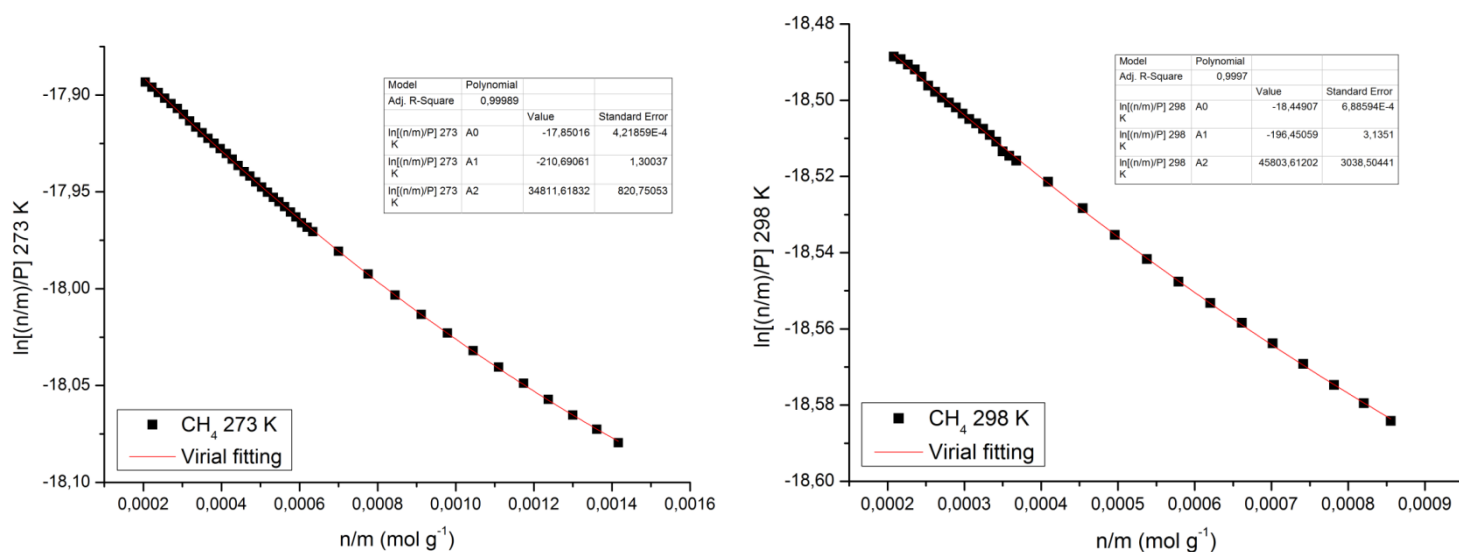 -17,90
-17,95
-18,00
-18,05
-18,10
ln[(n/m)/P] 273 K
Model Polynomial
Adj. R-Square 0,99989
Value Standard Error
ln[(n/m)/P] 273 K A0 -17,85016 4,21859E-4
ln[(n/m)/P] 273 K A1 -210,69061 1,30037
ln[(n/m)/P] 273 K A2 34811,61832 820,75053
CH4 273 K
Virial fitting
0,0000 0,0002 0,0004 0,0006 0,0008 0,0010 0,0012 0,0014 0,0016
n/m (mol g-1)
-18,48
-18,50
-18,52
-18,54
-18,56
-18,58
-18,60
ln[(n/m)/P] 298 K
Model Polynomial
Adj. R-Square 0,9997
Value Standard Error
ln[(n/m)/P] 298 K A0 -18,44907 6,88594E-4
ln[(n/m)/P] 298 K A1 -196,45059 3,1351
ln[(n/m)/P] 298 K A2 45803,61202 3038,50441
CH4 298 K
Virial fitting
0,0002 0,0003 0,0004 0,0005 0,0006 0,0007 0,0008 0,0009
n/m (mol g-1)